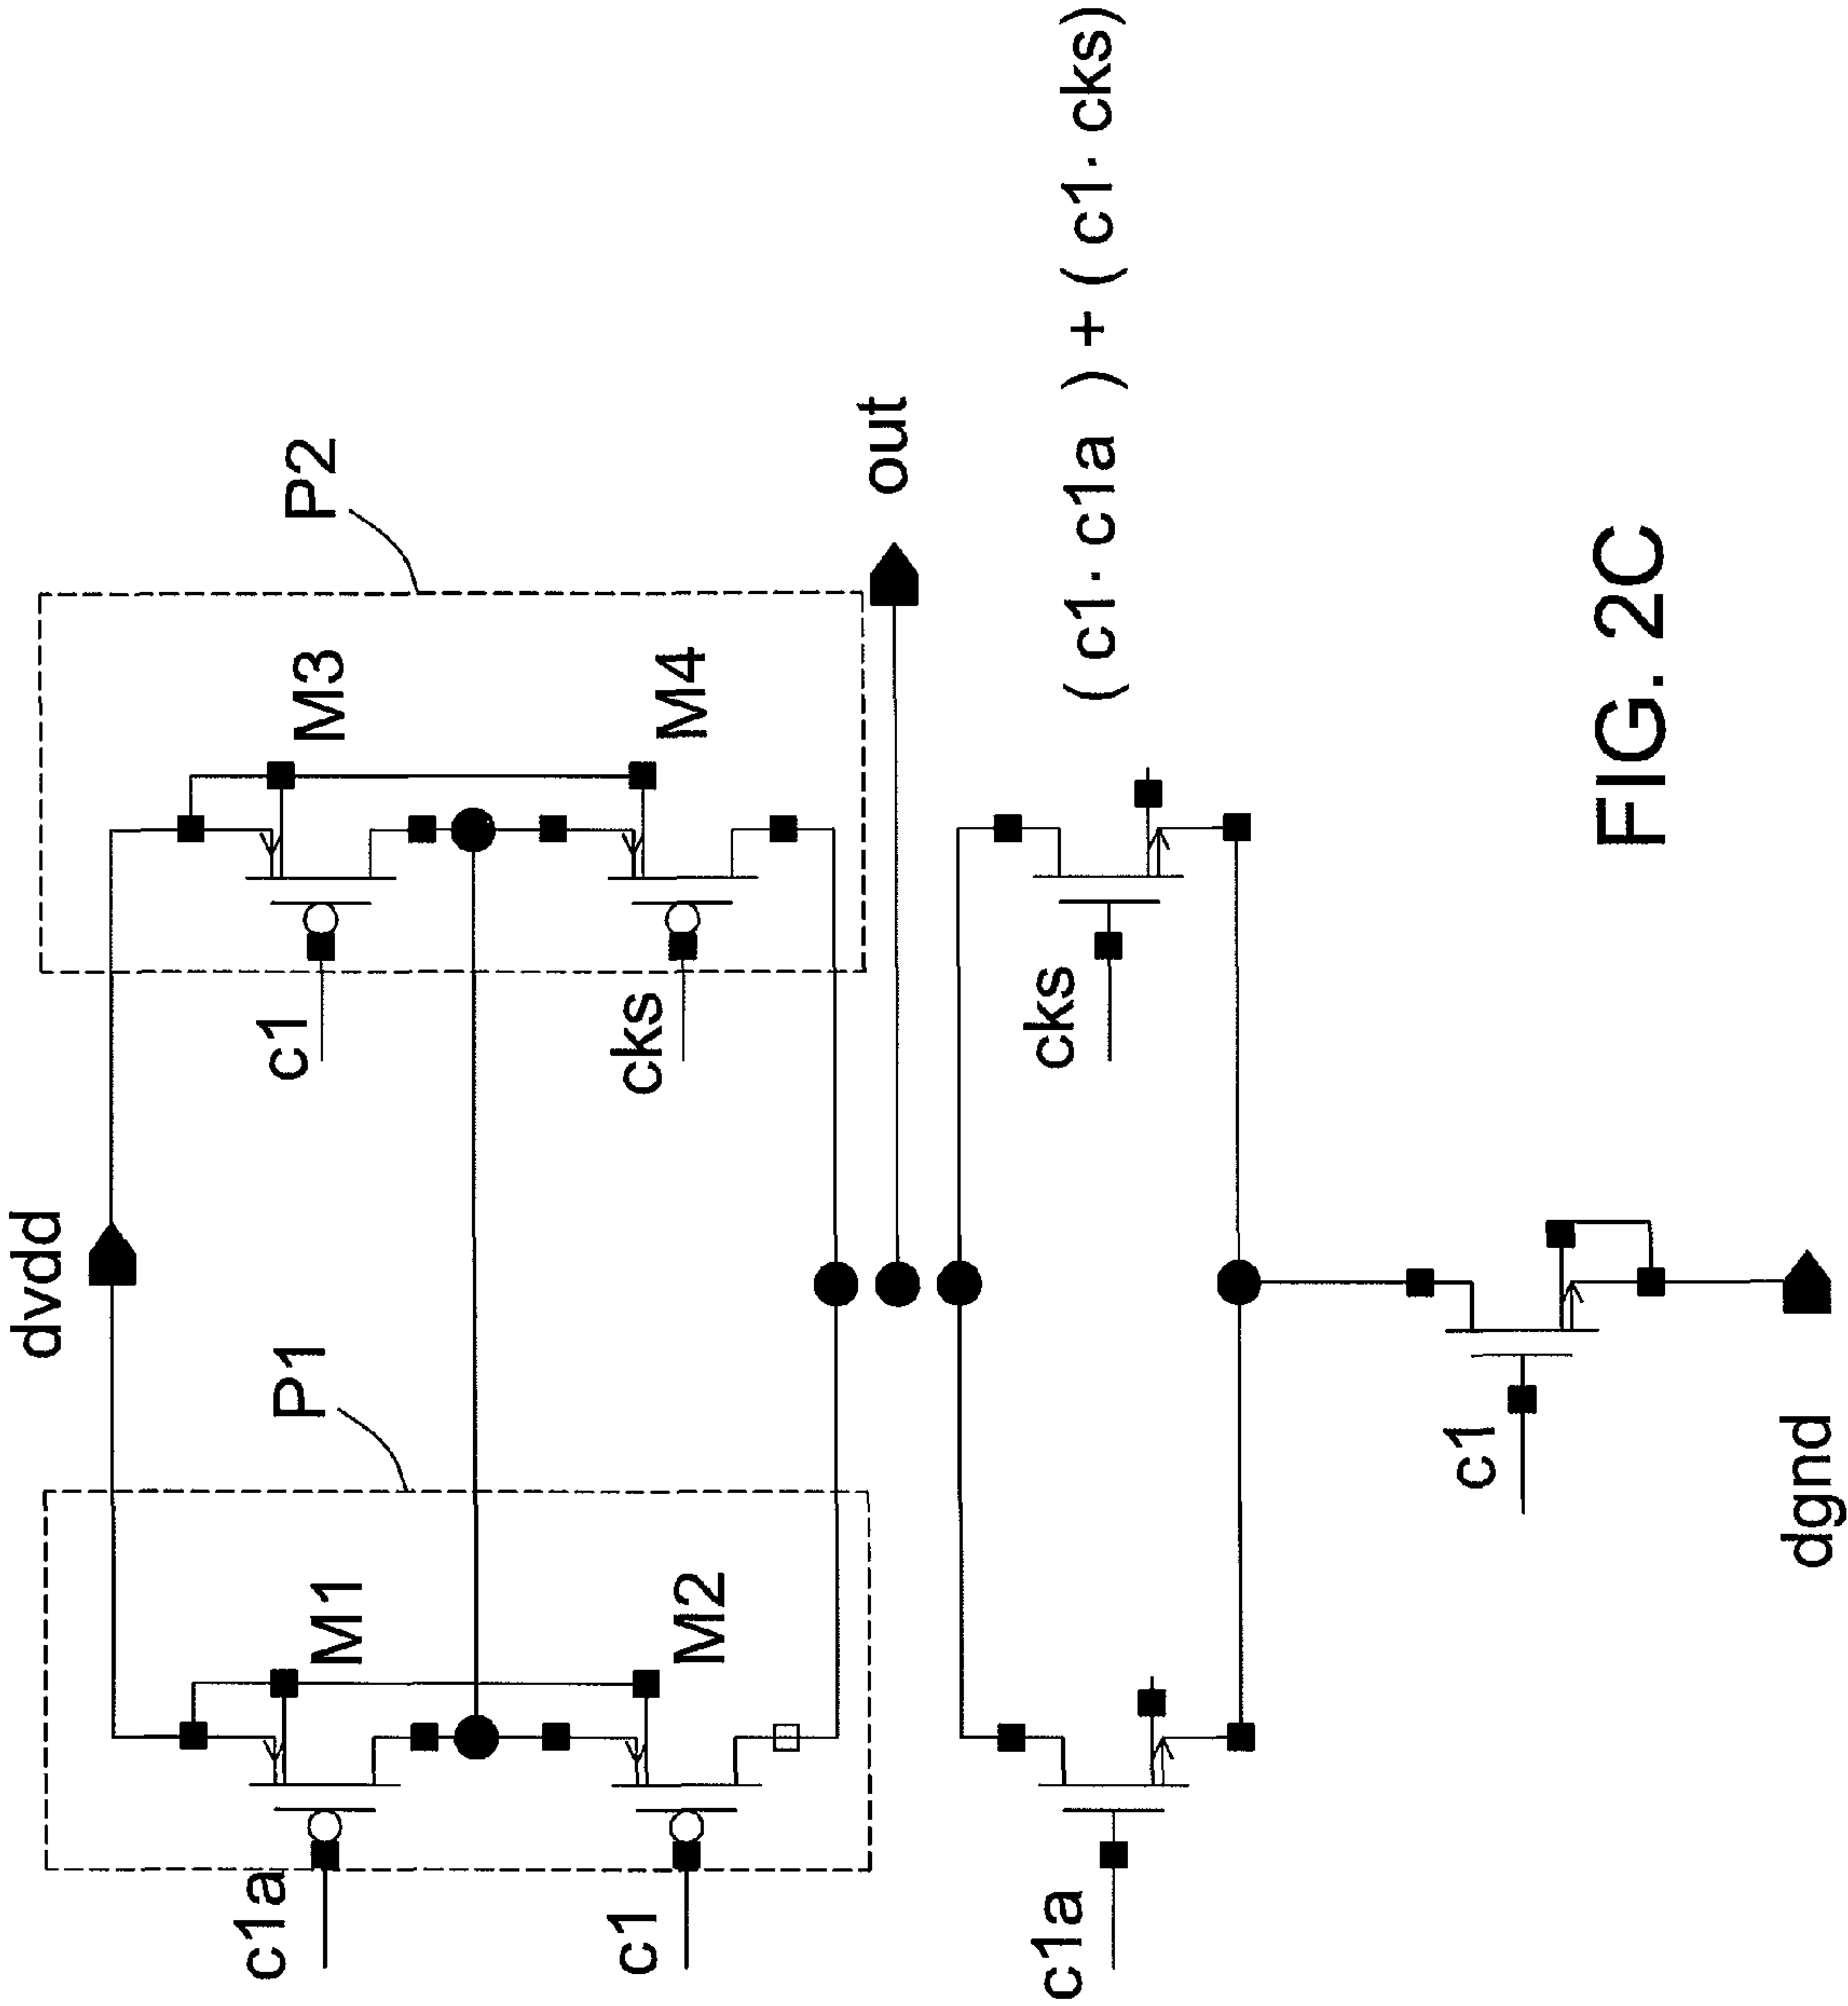 dvdd
P1
P2
c1a
M1
c1
M3
c1
M2
cks
M4
out
c1a
cks
(c1·c1a)+(c1·cks)
c1
dgnd
FIG. 2C